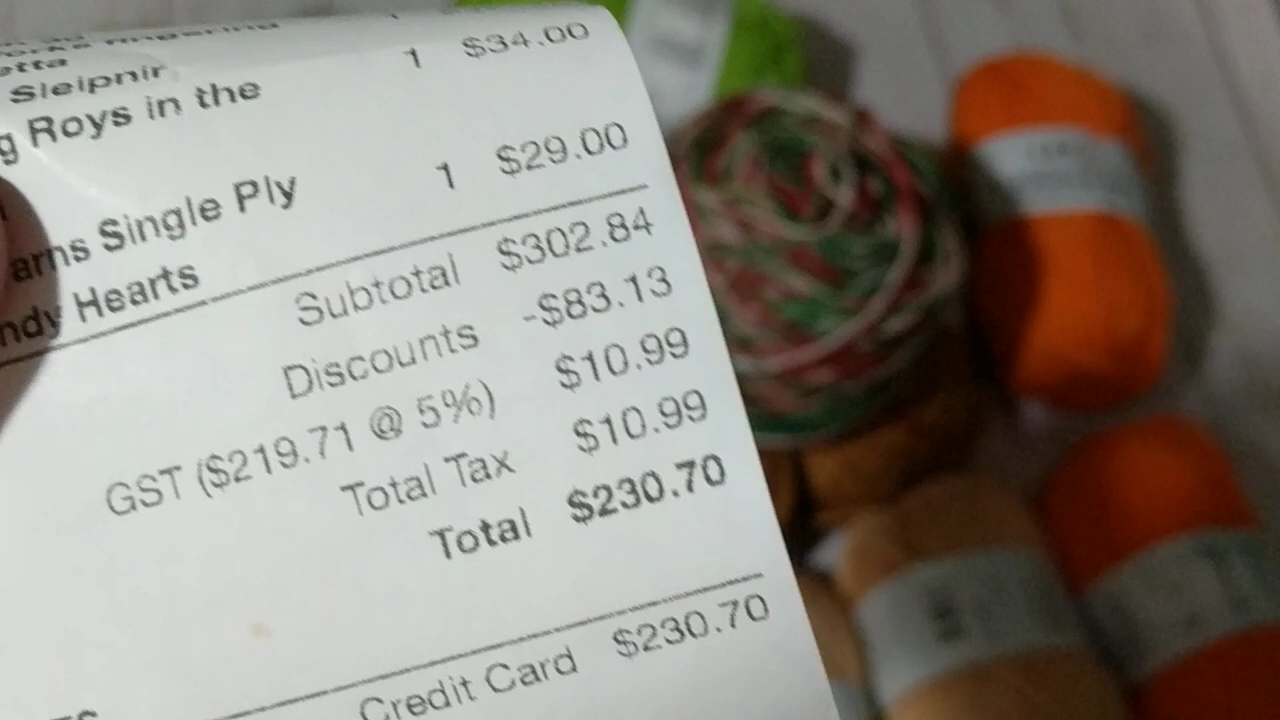 etta
Sleipnir 1 $34.00
g Roys in the
arns Single Ply 1 $29.00
ndy Hearts
Subtotal $302.84
Discounts -$83.13
GST ($219.71 @ 5%) $10.99
Total Tax $10.99
Total $230.70
Credit Card $230.70